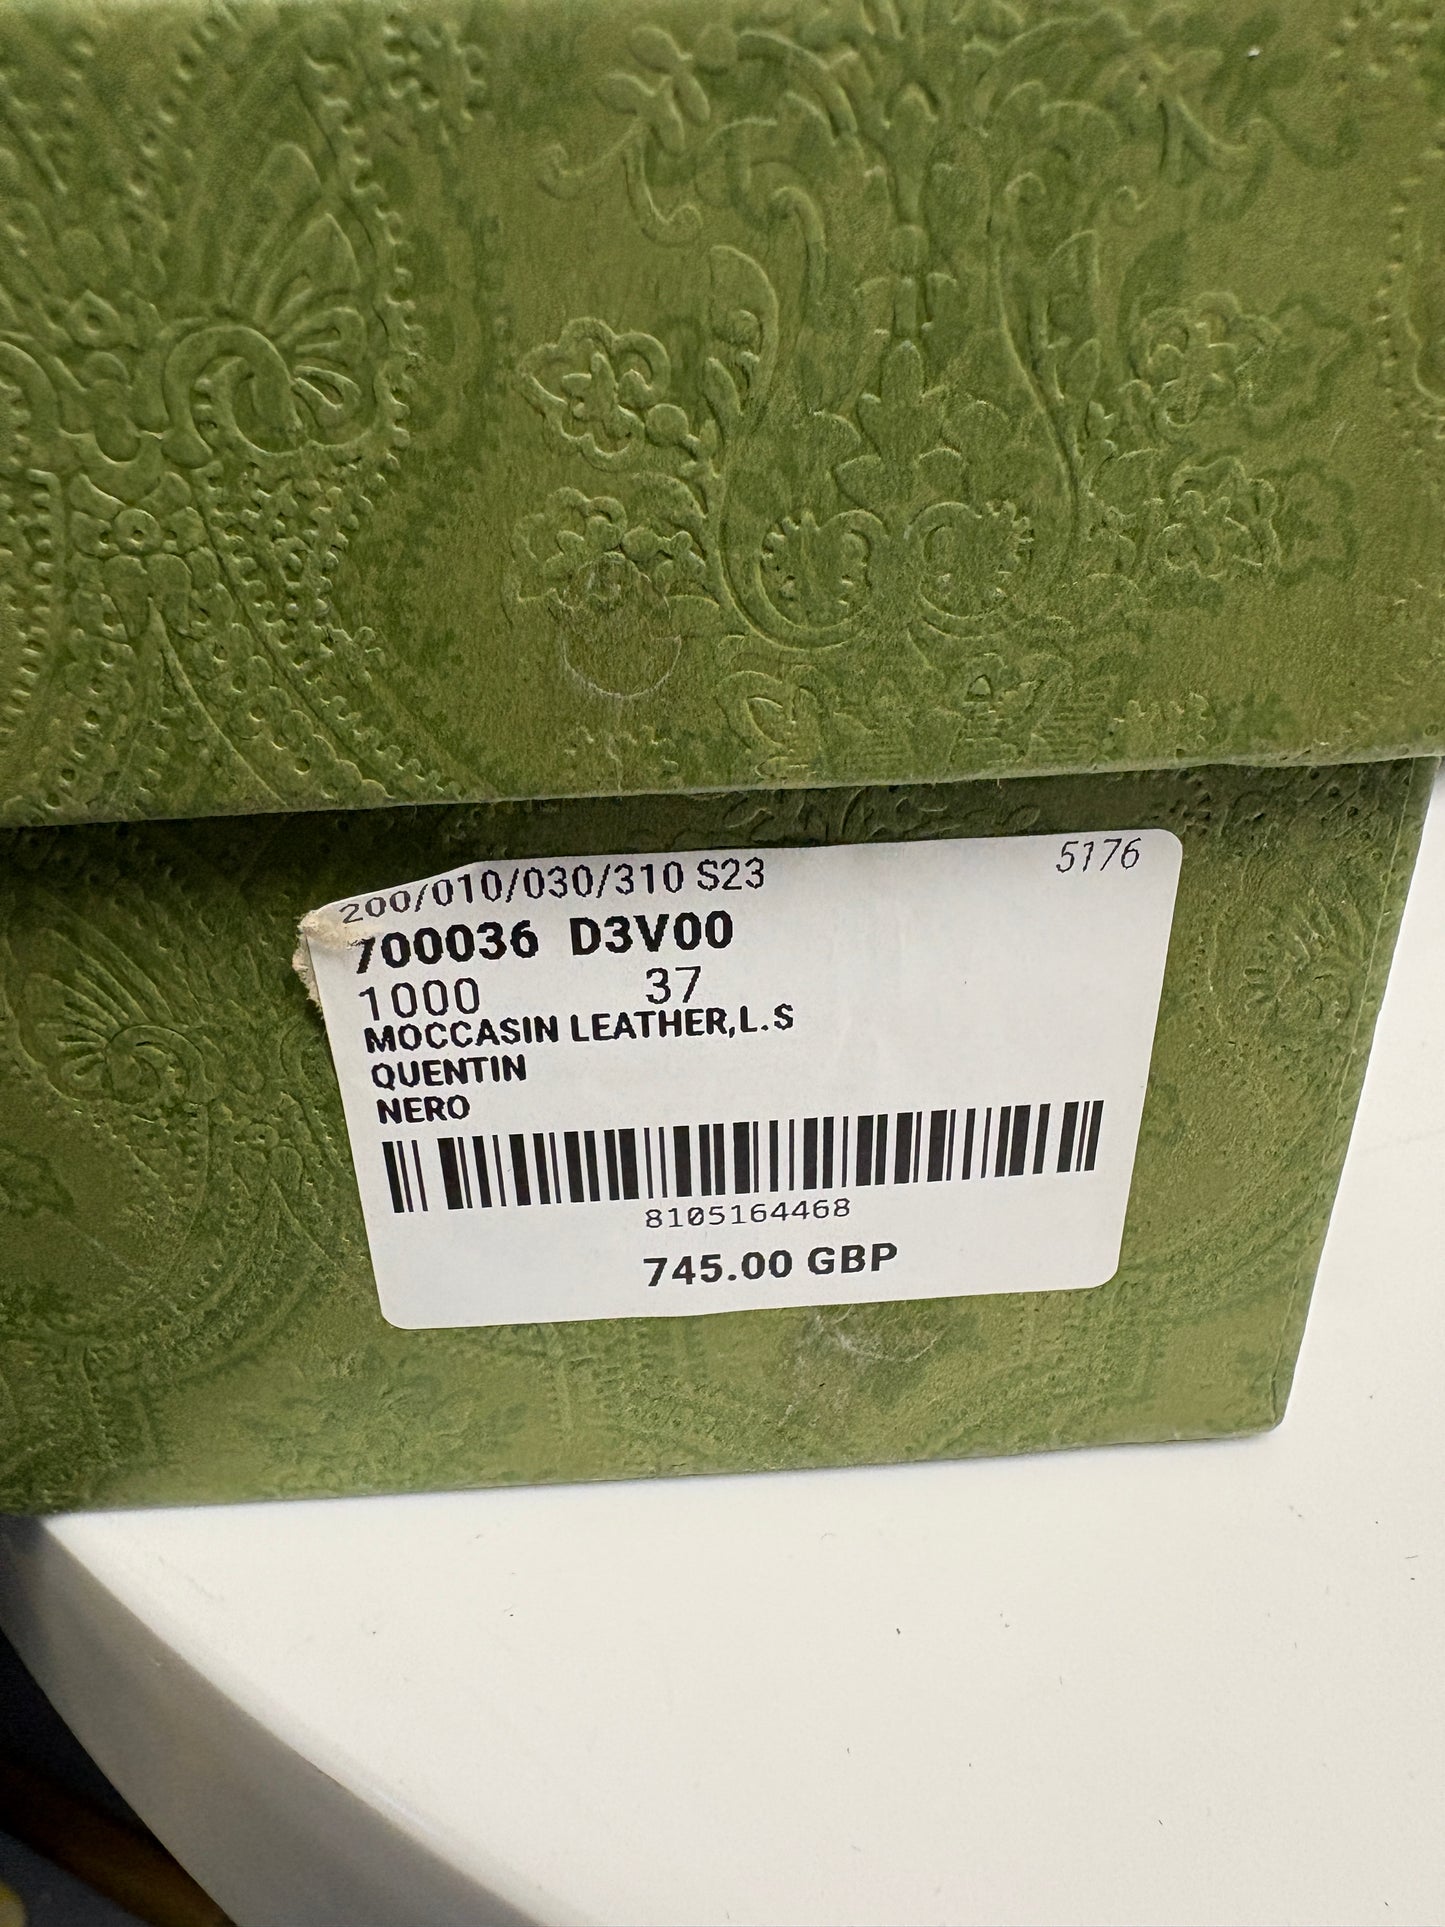 200/010/030/310 S23 5176
700036 D3V00
1000 37
MOCCASIN LEATHER,L.S
QUENTIN
NERO
8105164468
745.00 GBP